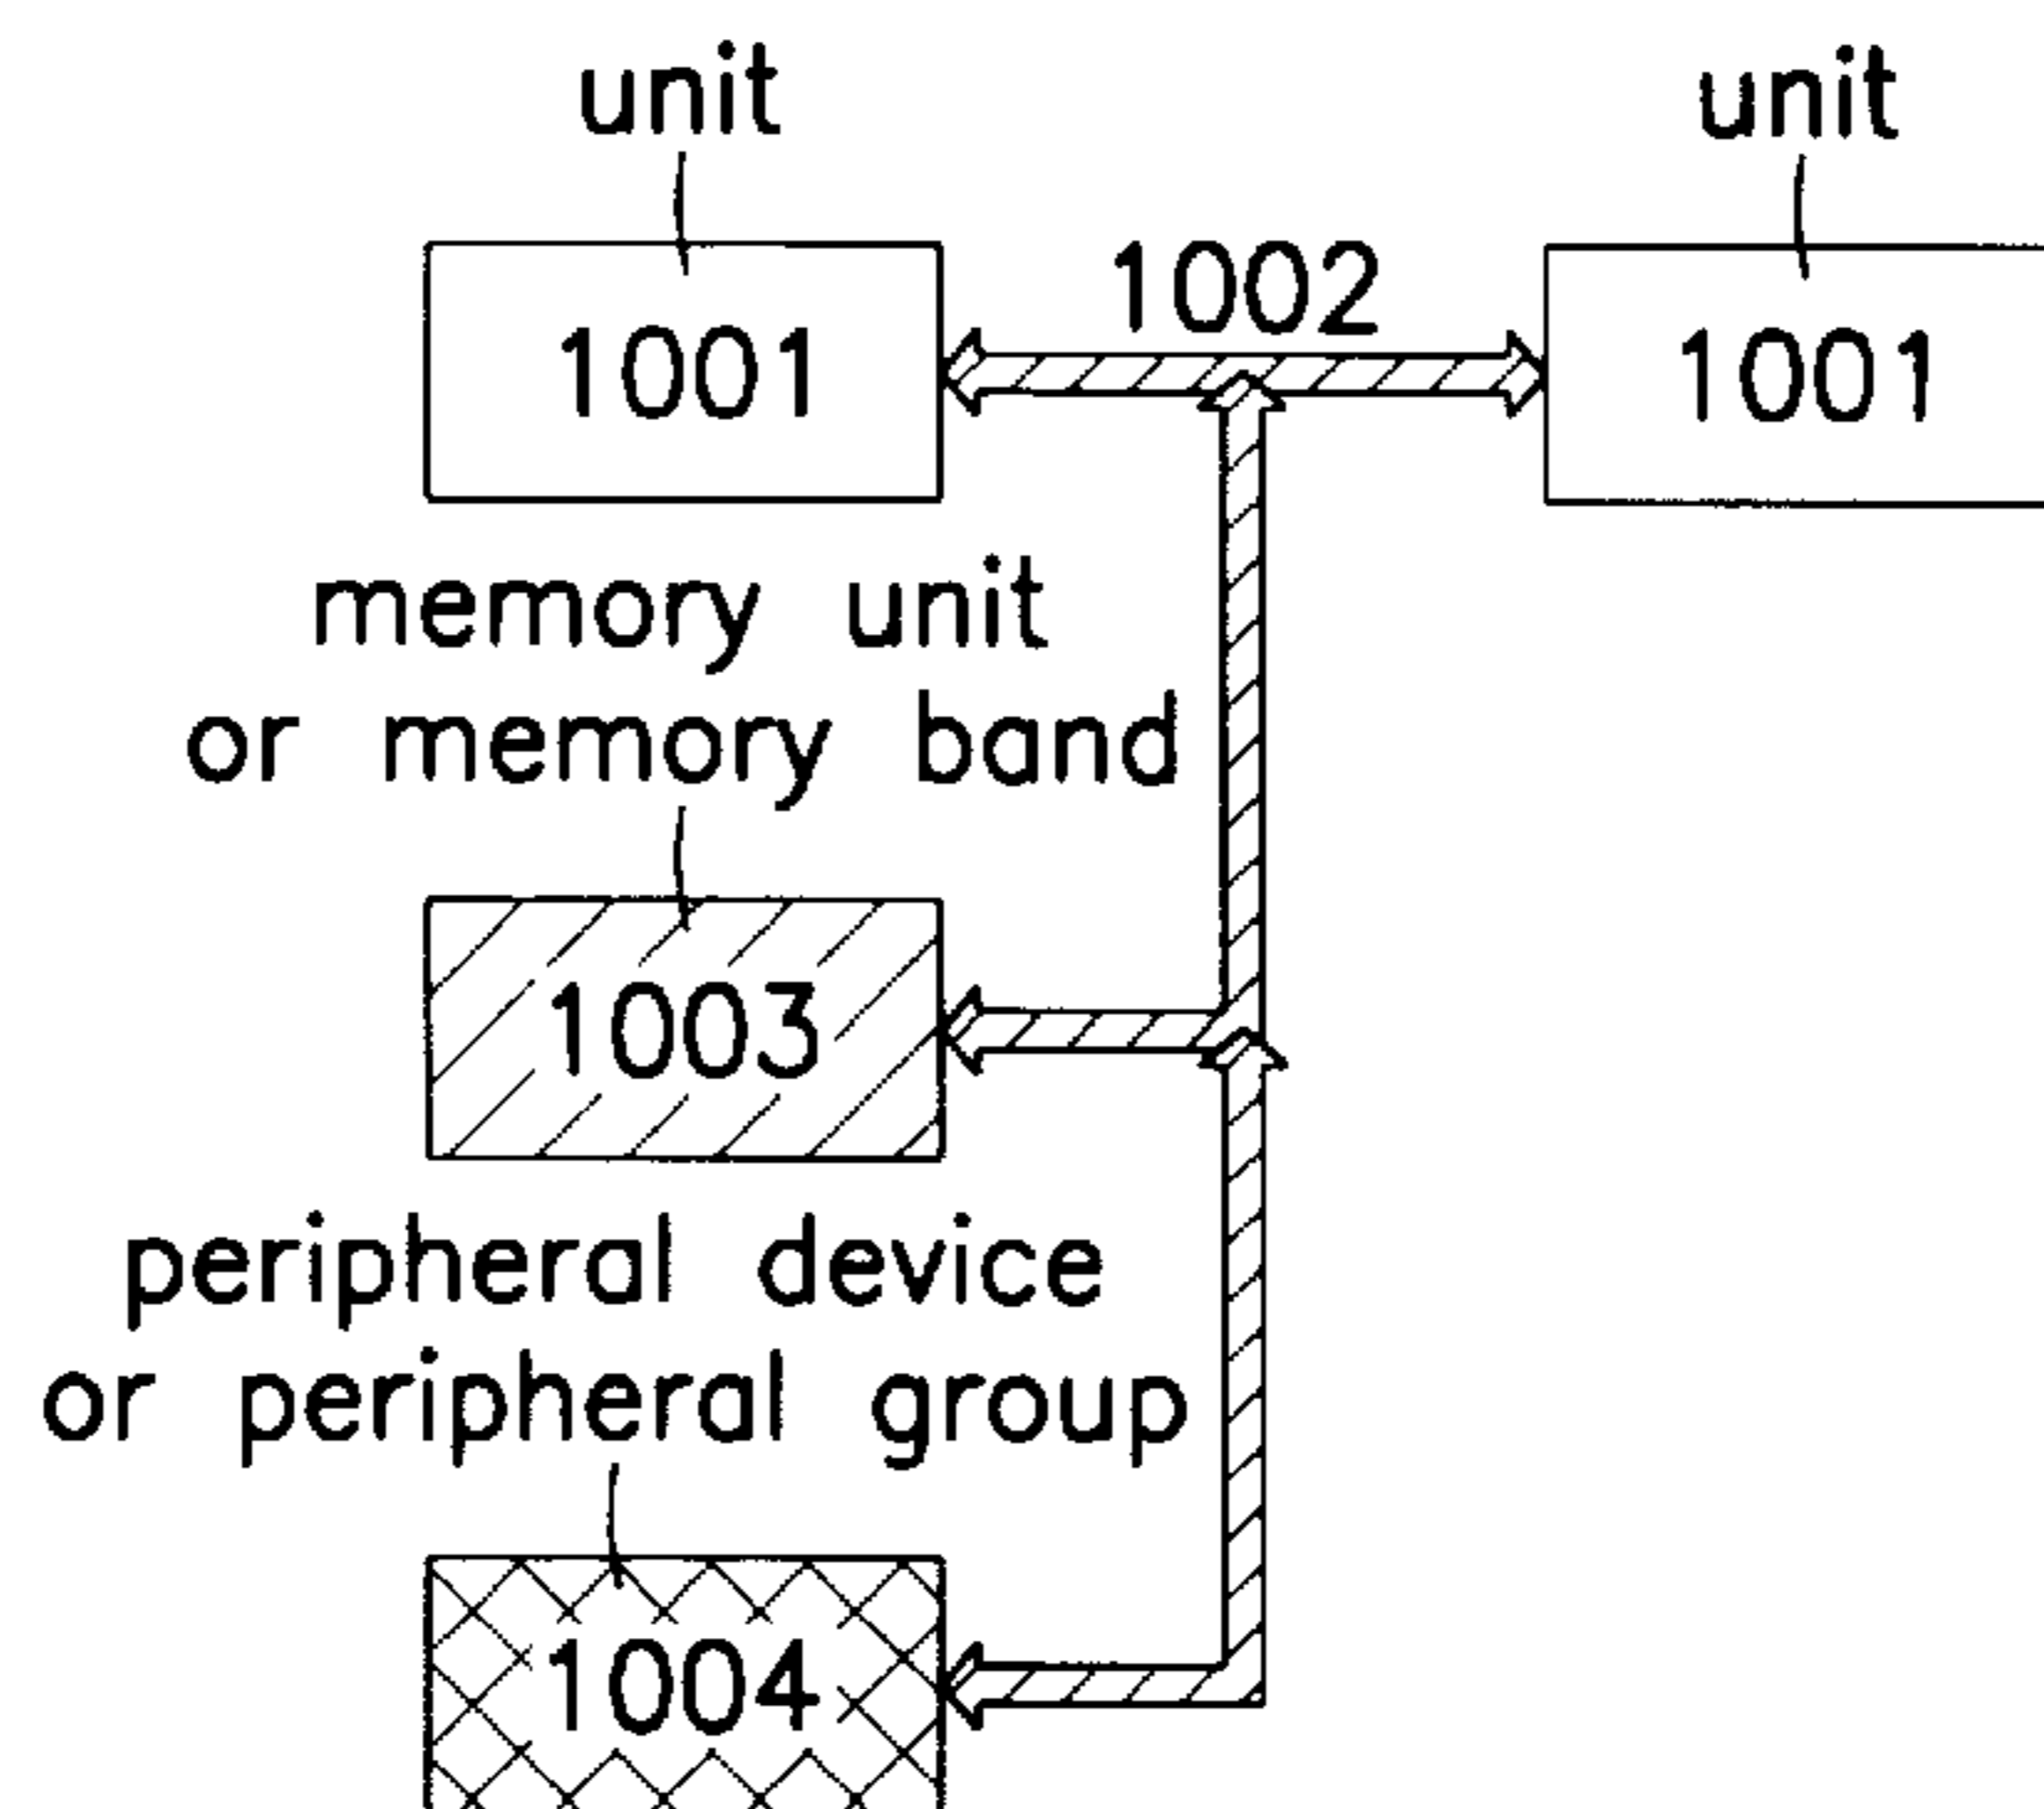 unit unit
1002
1001 1001
memory unit
or memory band
1003
peripheral device
or peripheral group
1004